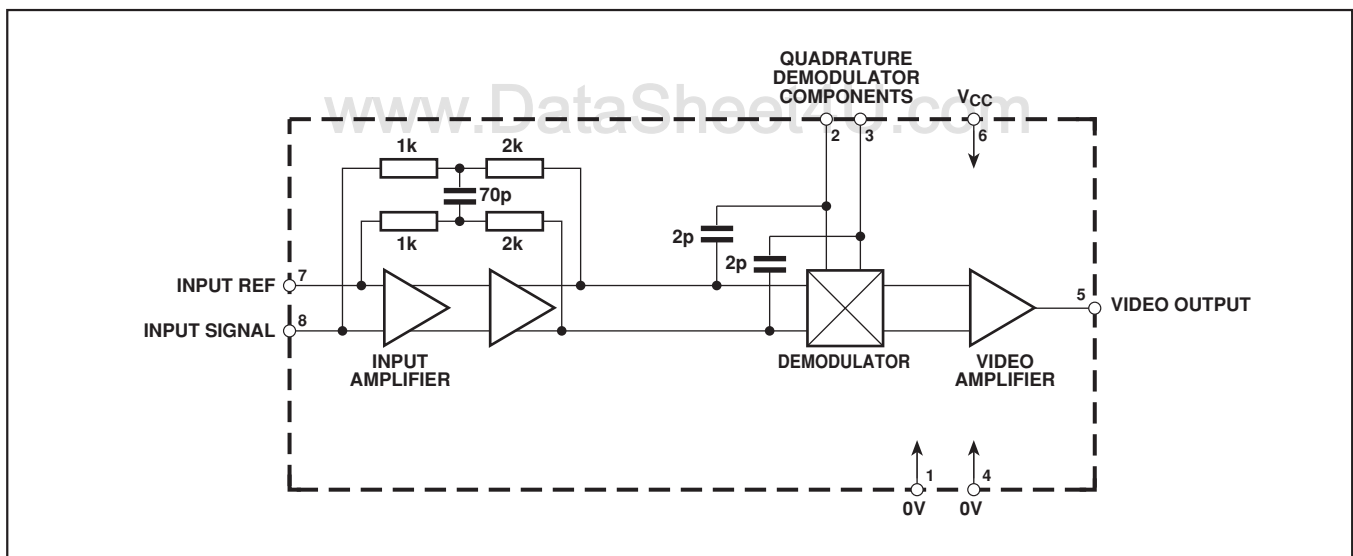 www.DataSheet4U.com
QUADRATURE
DEMODULATOR
COMPONENTS
VCC
2
3
6
1k
2k
70p
1k
2k
2p
2p
INPUT REF
7
INPUT SIGNAL
8
5
VIDEO OUTPUT
INPUT
AMPLIFIER
DEMODULATOR
VIDEO
AMPLIFIER
1
4
0V
0V